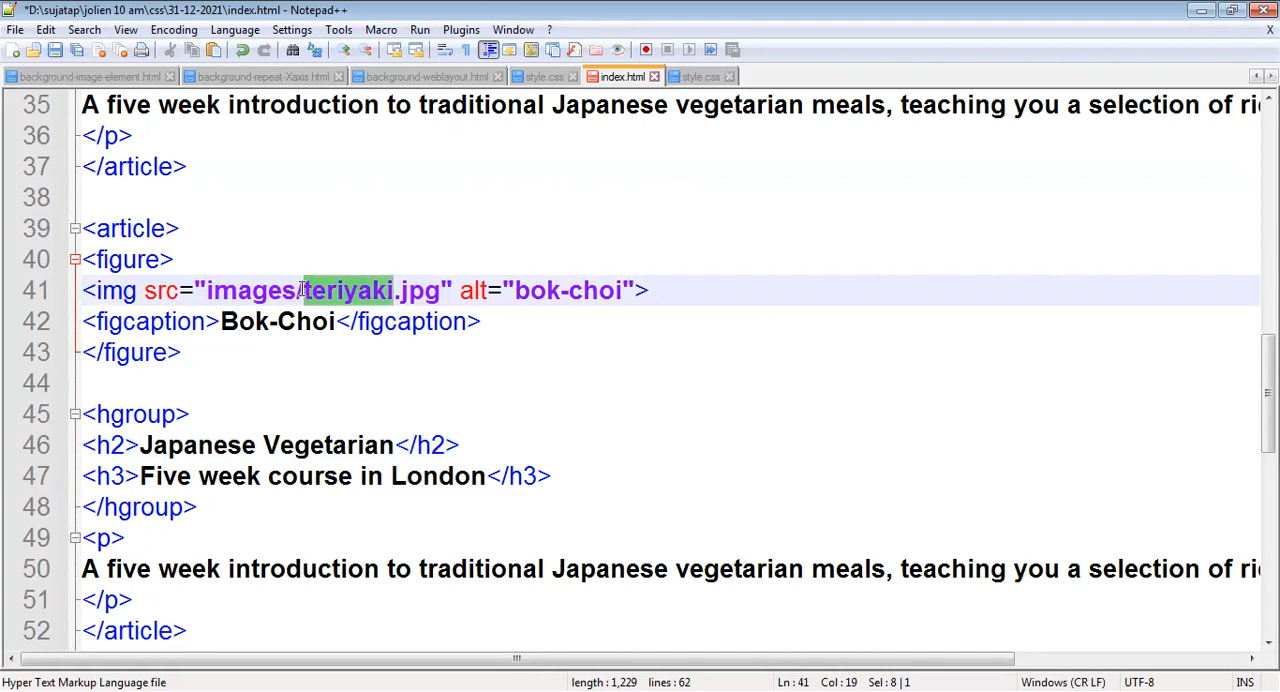 *D:\sujatap\jolien 10 am\css\31-12-2021\index.html - Notepad++
File Edit Search View Encoding Language Settings Tools Macro Run Plugins Window ? X
background-image-element.html background-repeat-Xaxis.html background-weblayout.html style.css index.html style.css
35 A five week introduction to traditional Japanese vegetarian meals, teaching you a selection of ri
36 </p>
37 </article>
38
39 <article>
40 <figure>
41 <img src="images/teriyaki.jpg" alt="bok-choi">
42 <figcaption>Bok-Choi</figcaption>
43 </figure>
44
45 <hgroup>
46 <h2>Japanese Vegetarian</h2>
47 <h3>Five week course in London</h3>
48 </hgroup>
49 <p>
50 A five week introduction to traditional Japanese vegetarian meals, teaching you a selection of ri
51 </p>
52 </article>
Hyper Text Markup Language file length : 1,229 lines : 62 Ln : 41 Col : 19 Sel : 8 | 1 Windows (CR LF) UTF-8 INS